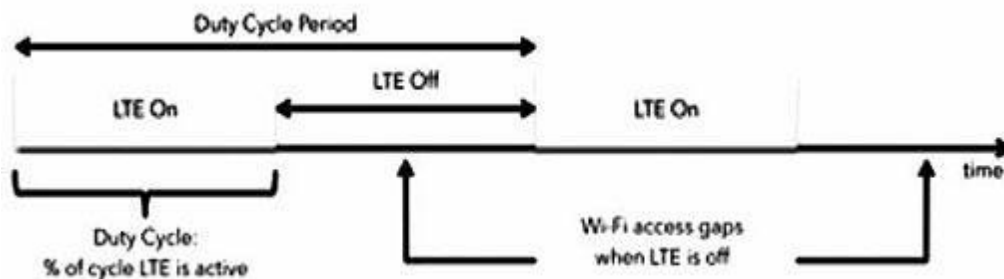 Duty Cycle Period
LTE Off
LTE On
LTE On
time
Duty Cycle:
% of cycle LTE is active
Wi-Fi access gaps
when LTE is off